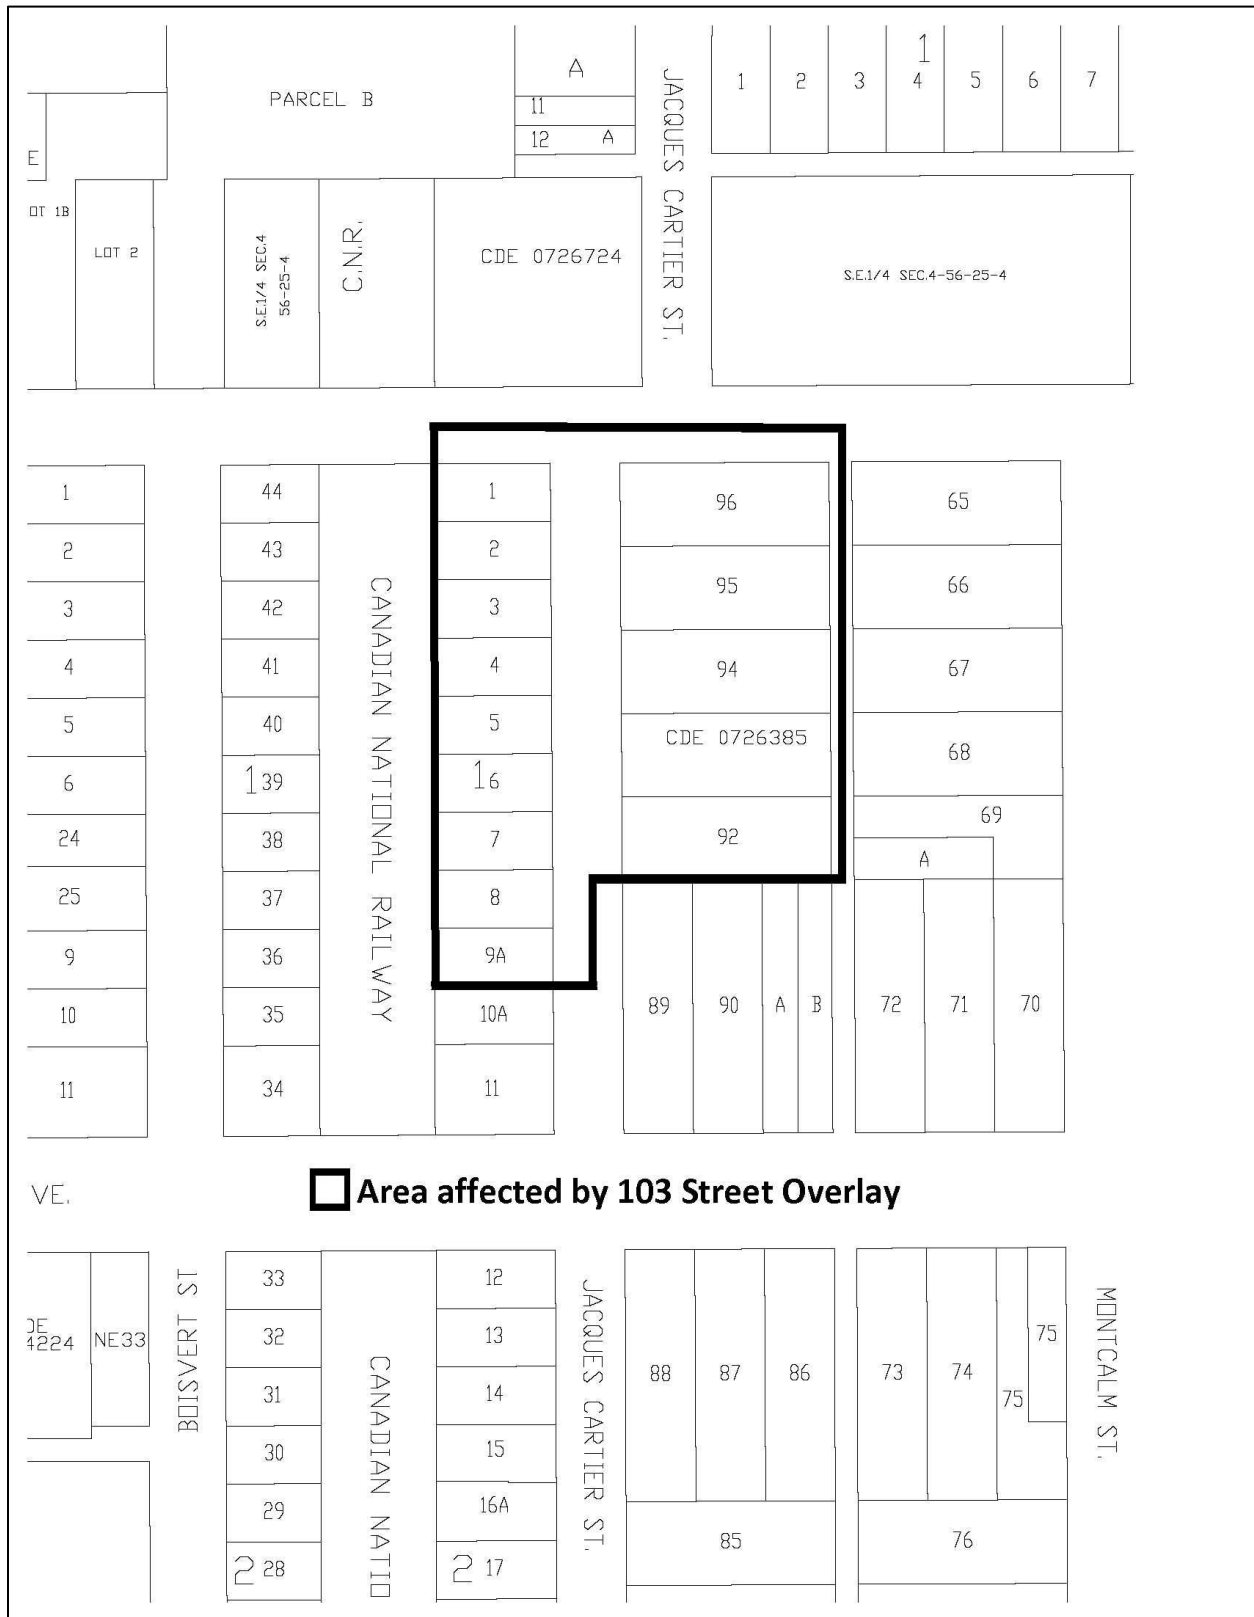 A
1
PARCEL B
11
12 A
1 2 3 4 5 6 7
JACQUES CARTIER ST.
E
OT 1B
LOT 2
S.E.1/4 SEC.4
56-25-4
C.N.R.
CDE 0726724
S.E.1/4 SEC.4-56-25-4
1
2
3
4
5
6
24
25
9
10
11
44
43
42
41
40
1 39
38
37
36
35
34
CANADIAN NATIONAL RAILWAY
1
2
3
4
5
1 6
7
8
9A
10A
11
96
95
94
CDE 0726385
92
89 90 A B
65
66
67
68
69
A
72 71 70
VE.
Area affected by 103 Street Overlay
DE
4224
NE33
BOISVERT ST
33
32
31
30
29
2 28
CANADIAN NATIO
12
13
14
15
16A
2 17
JACQUES CARTIER ST.
88 87 86
85
73 74 75
75
76
MONTCALM ST.